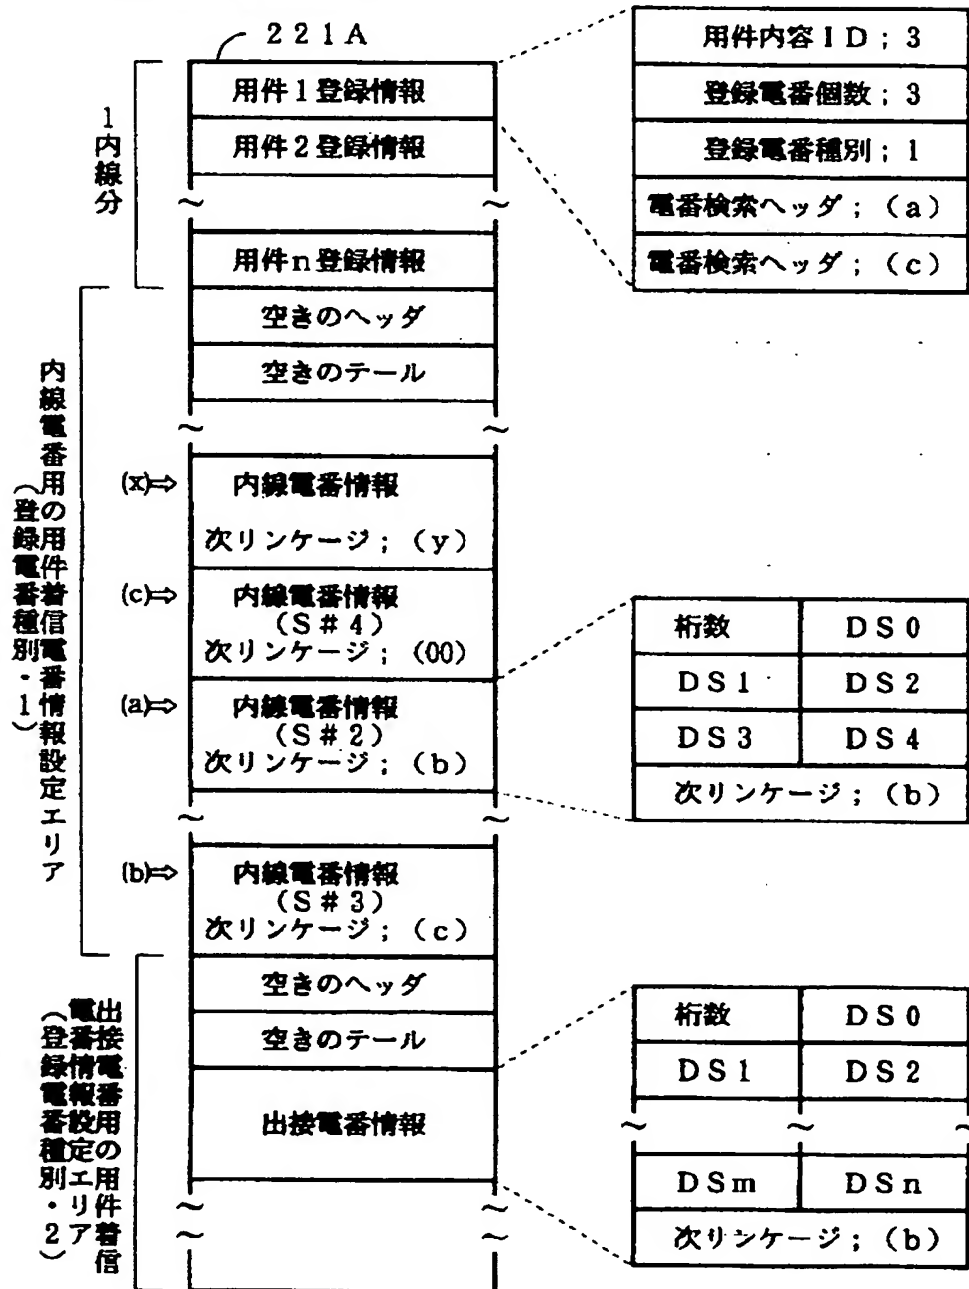 221A
1内線分
用件1登録情報
用件2登録情報
用件n登録情報
用件内容ID;3
登録電番個数;3
登録電番種別;1
電番検索ヘッダ;(a)
電番検索ヘッダ;(c)
内線電番用の用件着信電番情報設定エリア
(登録電番種別・1)
空きのヘッダ
空きのテール
(x)⇒
内線電番情報
次リンケージ;(y)
(c)⇒
内線電番情報
(S#4)
次リンケージ;(00)
(a)⇒
内線電番情報
(S#2)
次リンケージ;(b)
(b)⇒
内線電番情報
(S#3)
次リンケージ;(c)
桁数 DS0
DS1 DS2
DS3 DS4
次リンケージ;(b)
出接電番用の用件着信
電番情報設定エリア
(登録電番種別・2)
空きのヘッダ
空きのテール
出接電番情報
桁数 DS0
DS1 DS2
DSm DSn
次リンケージ;(b)